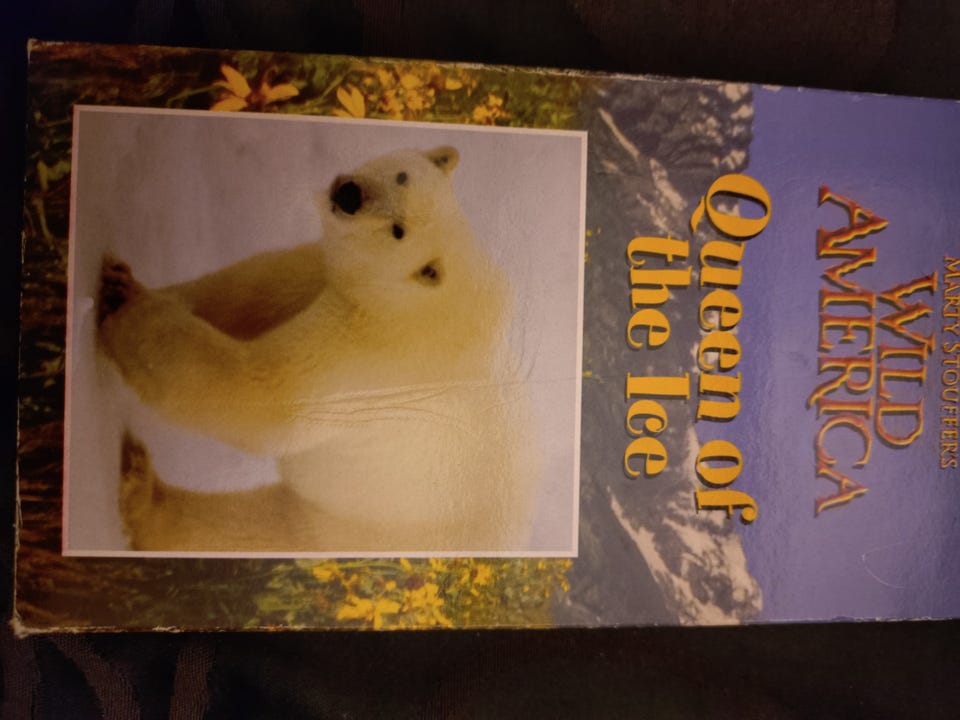 MARTY STOUFFER'S
WILD
AMERICA
Queen of
the Ice